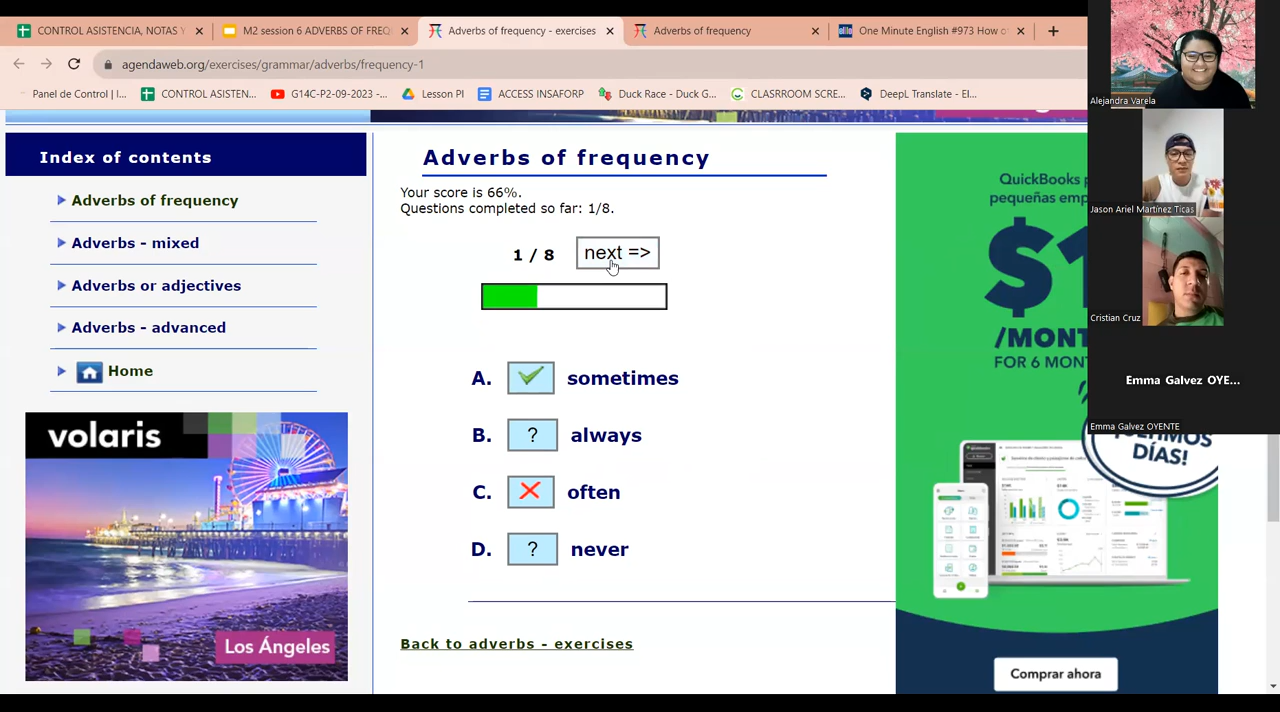 CONTROL ASISTENCIA, NOTAS Y
M2 session 6 ADVERBS OF FREQ
Adverbs of frequency - exercises
Adverbs of frequency
One Minute English #973 How o
agendaweb.org/exercises/grammar/adverbs/frequency-1
Panel de Control | I...
CONTROL ASISTEN...
G14C-P2-09-2023 -...
Lesson PI
ACCESS INSAFORP
Duck Race - Duck G...
CLASRROOM SCRE...
DeepL Translate - El...
Index of contents
Adverbs of frequency
Adverbs - mixed
Adverbs or adjectives
Adverbs - advanced
Home
volaris
Los Ángeles
Adverbs of frequency
Your score is 66%.
Questions completed so far: 1/8.
1 / 8
next =>
A. sometimes
B. ? always
C. often
D. ? never
Back to adverbs - exercises
QuickBooks p
pequeñas emp
$1
/MONT
FOR 6 MONT
DÍAS!
Comprar ahora
Alejandra Varela
Jason Ariel Martínez Ticas
Cristian Cruz
Emma Galvez OYE...
Emma Galvez OYENTE